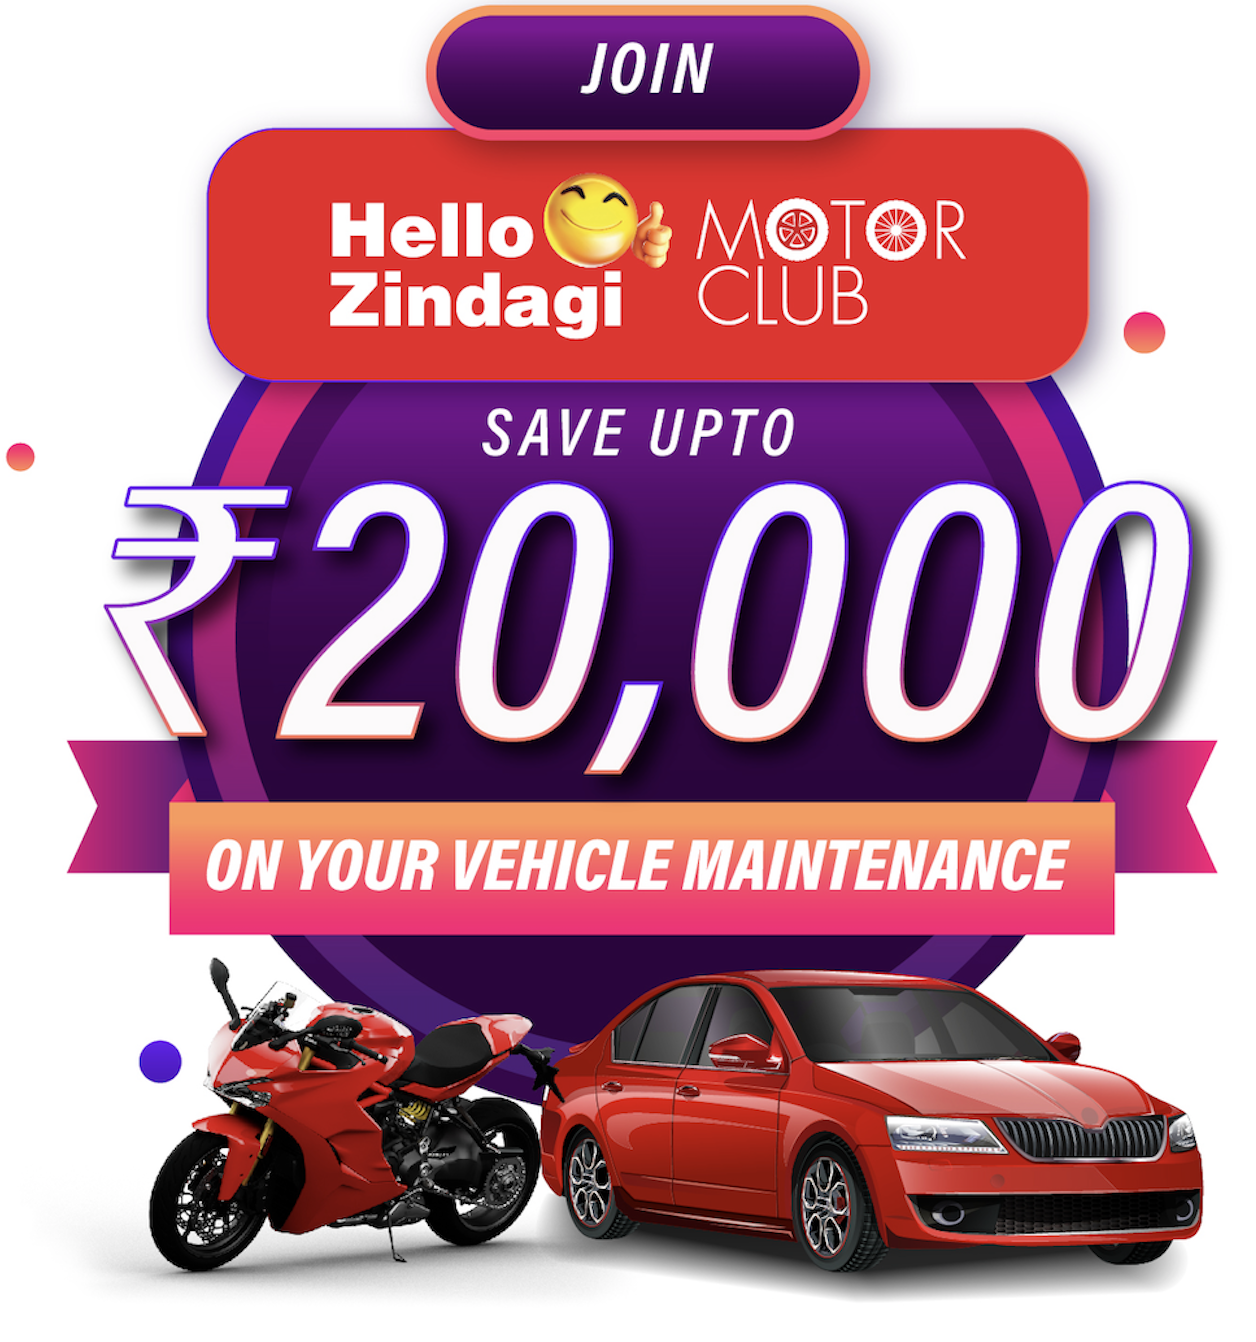 JOIN
Hello
Zindagi
MOTOR
CLUB
SAVE UPTO
₹20,000
ON YOUR VEHICLE MAINTENANCE